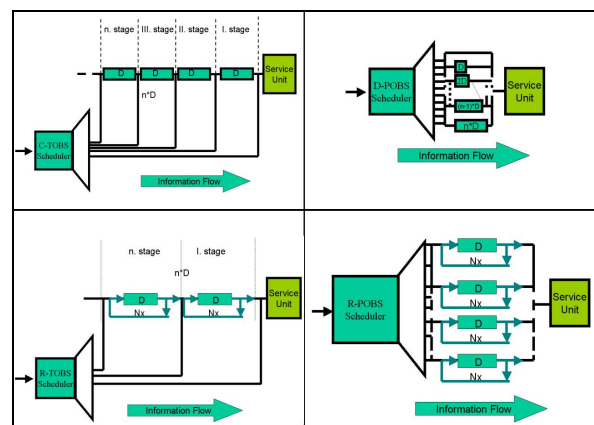 n. stage III. stage II. stage I. stage
D D D D
Service
Unit
n*D
C-TOBS
Scheduler
Information Flow
D
2D
(n-1)*D
n*D
D-POBS
Scheduler
Service
Unit
Information Flow
n. stage I. stage
n*D
D D
Nx Nx
Service
Unit
R-TOBS
Scheduler
Information Flow
D
Nx
D
Nx
D
Nx
D
Nx
R-POBS
Scheduler
Service
Unit
Information Flow